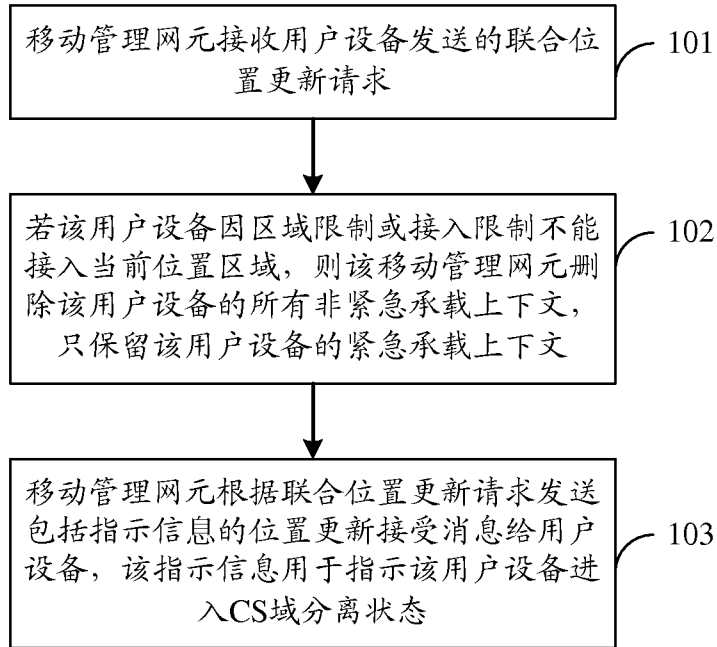 移动管理网元接收用户设备发送的联合位
置更新请求
101
若该用户设备因区域限制或接入限制不能
接入当前位置区域，则该移动管理网元删
除该用户设备的所有非紧急承载上下文，
只保留该用户设备的紧急承载上下文
102
移动管理网元根据联合位置更新请求发送
包括指示信息的位置更新接受消息给用户
设备，该指示信息用于指示该用户设备进
入CS域分离状态
103